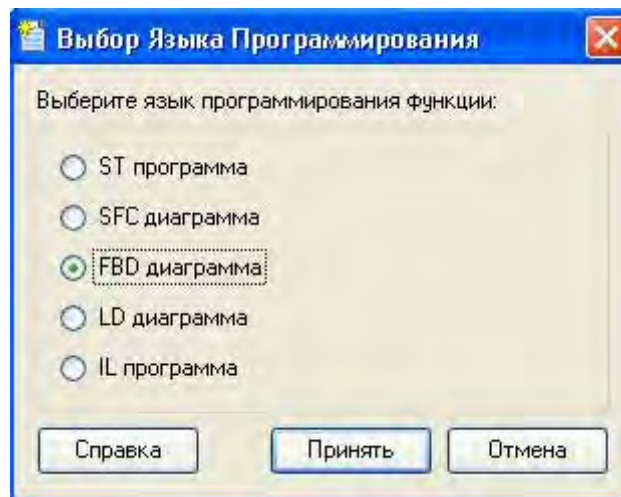 Выбор Языка Программирования
Выберите язык программирования функции:
ST программа
SFC диаграмма
FBD диаграмма
LD диаграмма
IL программа
Справка Принять Отмена